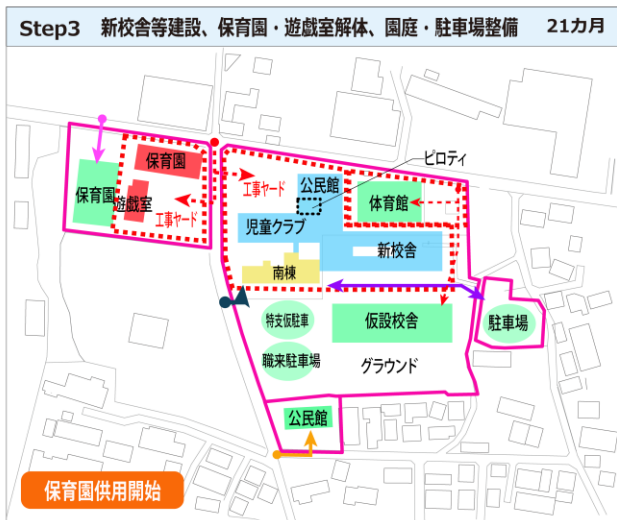 Step3 新校舎等建設、保育園・遊戯室解体、園庭・駐車場整備 21カ月
ピロティ
保育園
公民館
工事ヤード
保育園
遊戯室
体育館
工事ヤード
児童クラブ
新校舎
南棟
特支仮駐車
仮設校舎
駐車場
職来駐車場
グラウンド
公民館
保育園供用開始